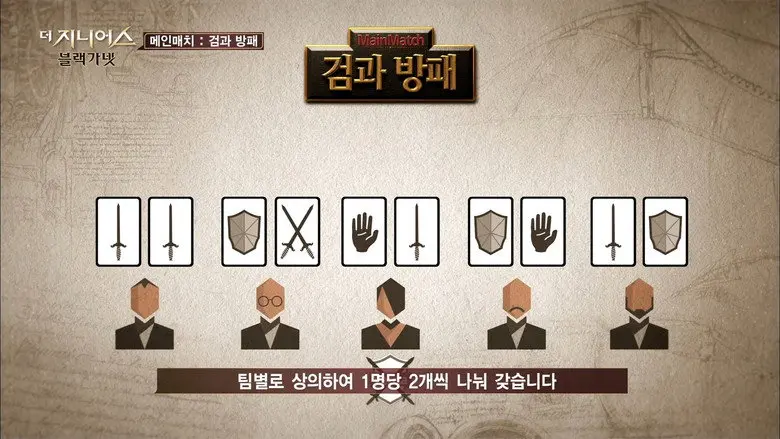 더 지니어스
블랙가넷
메인매치 : 검과 방패
MainMatch
검과 방패
팀별로 상의하여 1명당 2개씩 나눠 갖습니다